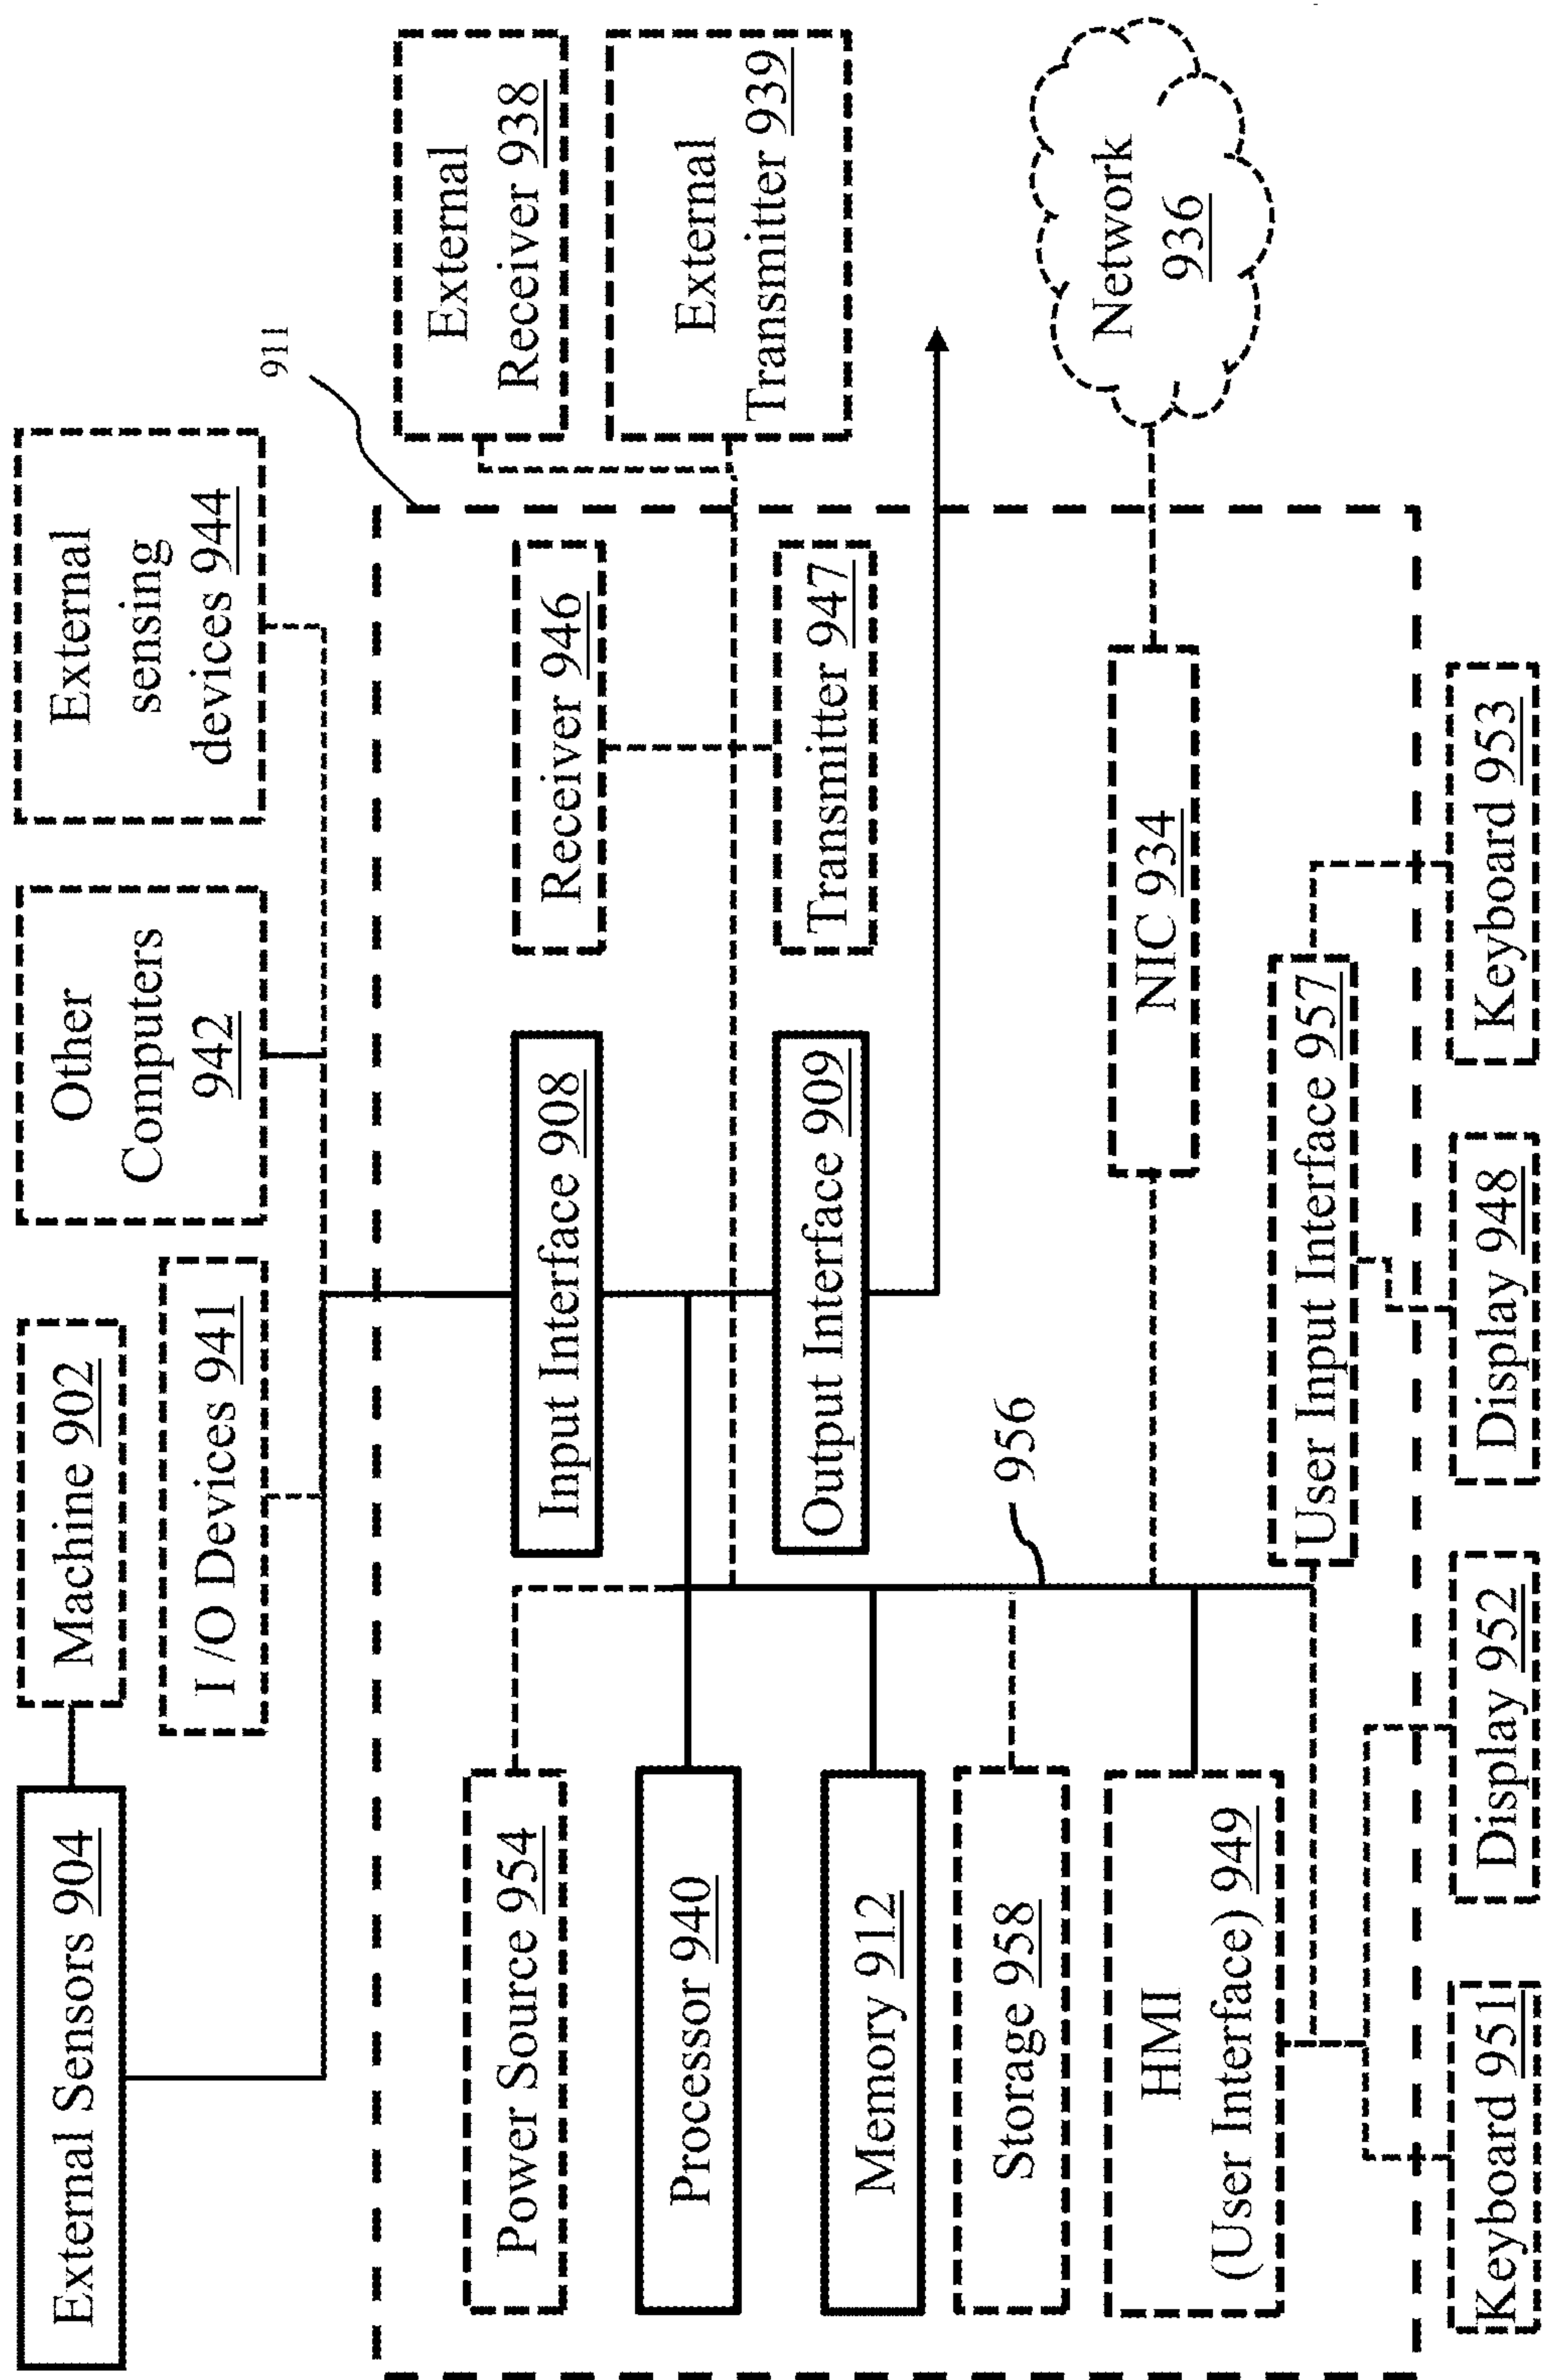 External Sensors 904
Machine 902
I /O Devices 941
Other
Computers
942
External
sensing
devices 944
911
Power Source 954
Processor 940
Memory 912
Storage 958
HMI
(User Interface) 949
Input Interface 908
Output Interface 909
956
Receiver 946
Transmitter 947
NIC 934
User Input Interface 957
External
Receiver 938
External
Transmitter 939
Network
936
Keyboard 951
Display 952
Display 948
Keyboard 953